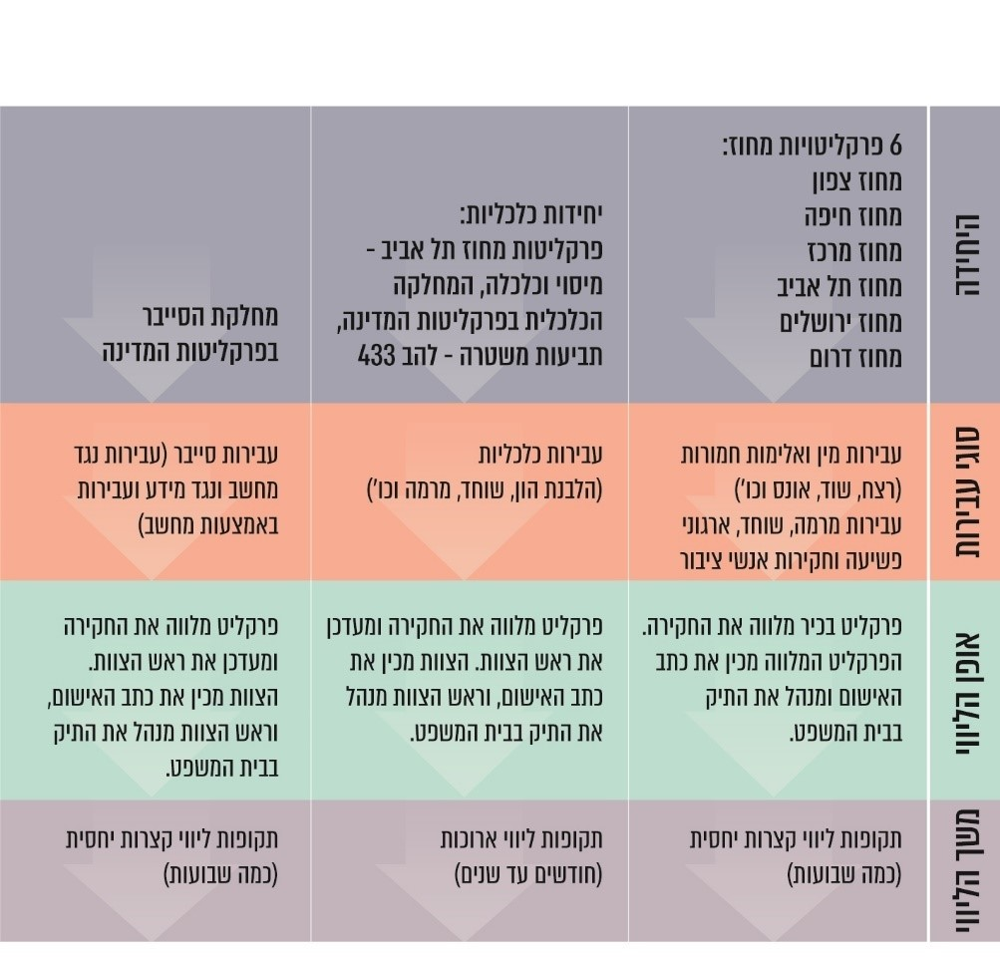 היחידה
6 פרקליטויות מחוז:
מחוז צפון
מחוז חיפה
מחוז מרכז
מחוז תל אביב
מחוז ירושלים
מחוז דרום
יחידות כלכליות:
פרקליטות מחוז תל אביב -
מיסוי וכלכלה, המחלקה
הכלכלית בפרקליטות המדינה,
תביעות משטרה - להב 433
מחלקת הסייבר
בפרקליטות המדינה
סוגי עבירות
עבירות מין ואלימות חמורות
(רצח, שוד, אונס וכו')
עבירות מרמה, שוחד, ארגוני
פשיעה וחקירות אנשי ציבור
עבירות כלכליות
(הלבנת הון, שוחד, מרמה וכו')
עבירות סייבר (עבירות נגד
מחשב ונגד מידע ועבירות
באמצעות מחשב)
אופן הליווי
פרקליט בכיר מלווה את החקירה.
הפרקליט המלווה מכין את כתב
האישום ומנהל את התיק
בבית המשפט.
פרקליט מלווה את החקירה ומעדכן
את ראש הצוות. הצוות מכין את
כתב האישום, וראש הצוות מנהל
את התיק בבית המשפט.
פרקליט מלווה את החקירה
ומעדכן את ראש הצוות.
הצוות מכין את כתב האישום,
וראש הצוות מנהל את התיק
בבית המשפט.
משך הליווי
תקופות ליווי קצרות יחסית
(כמה שבועות)
תקופות ליווי ארוכות
(חודשים עד שנים)
תקופות ליווי קצרות יחסית
(כמה שבועות)